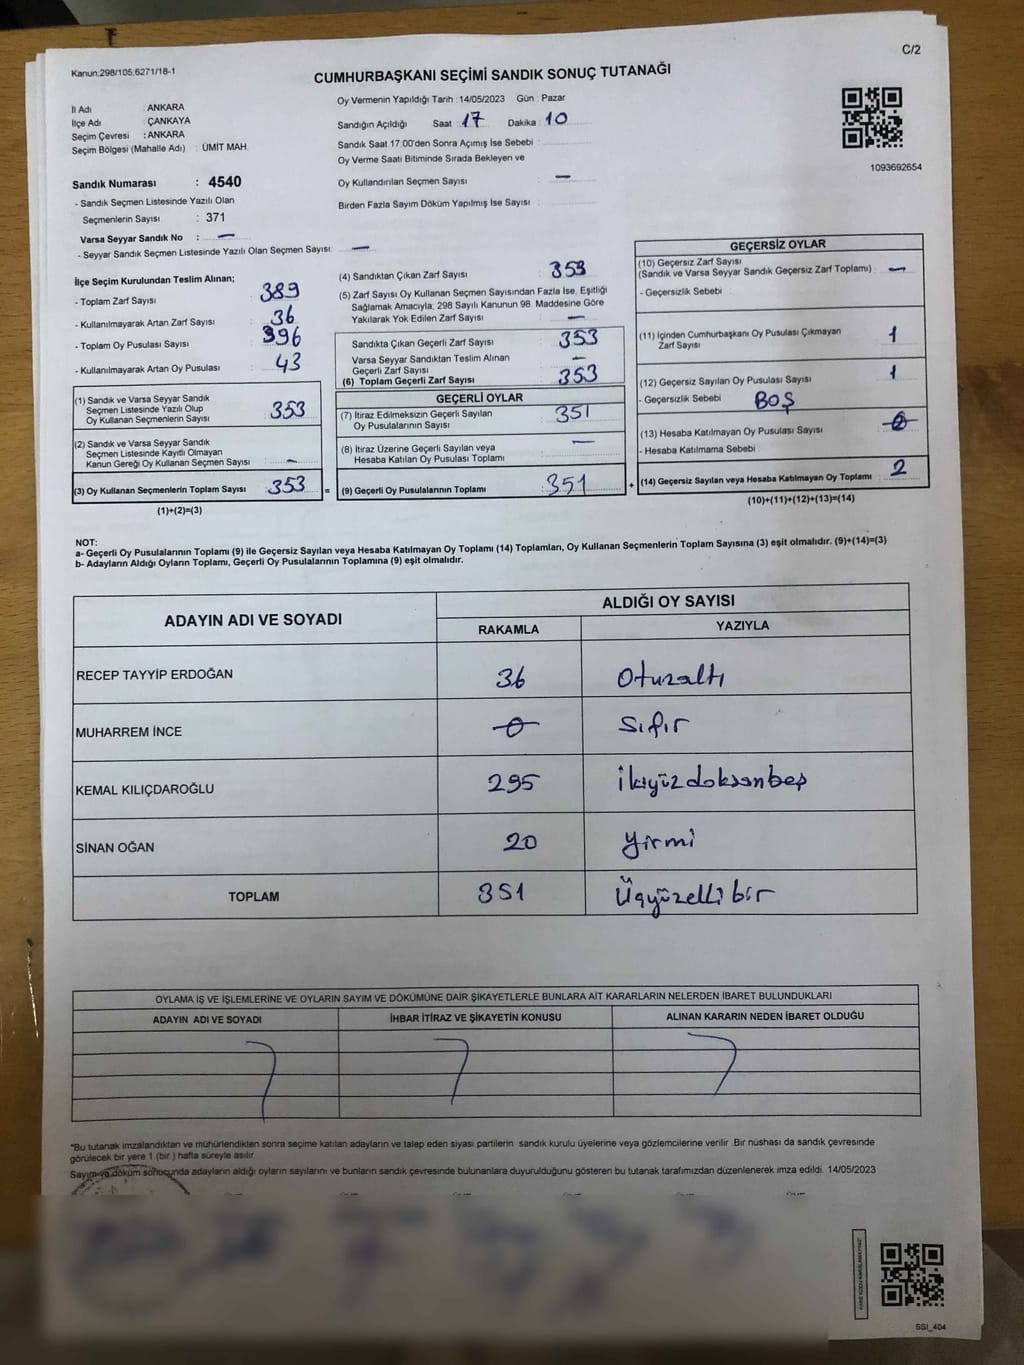 C/2
Kanun:298/105,6271/18-1
CUMHURBAŞKANI SEÇİMİ SANDIK SONUÇ TUTANAĞI
İl Adı : ANKARA
İlçe Adı : ÇANKAYA
Seçim Çevresi : ANKARA
Seçim Bölgesi (Mahalle Adı) : ÜMİT MAH.
Sandık Numarası : 4540
- Sandık Seçmen Listesinde Yazılı Olan
Seçmenlerin Sayısı : 371
Varsa Seyyar Sandık No : –
- Seyyar Sandık Seçmen Listesinde Yazılı Olan Seçmen Sayısı: –
Oy Vermenin Yapıldığı Tarih : 14/05/2023 Gün : Pazar
Sandığın Açıldığı Saat : 17 Dakika : 10
Sandık Saat 17:00'den Sonra Açımış İse Sebebi :
Oy Verme Saati Bitiminde Sırada Bekleyen ve
Oy Kullandırılan Seçmen Sayısı : –
Birden Fazla Sayım Döküm Yapılmış İse Sayısı :
1093692654
İlçe Seçim Kurulundan Teslim Alınan;
- Toplam Zarf Sayısı : 389
- Kullanılmayarak Artan Zarf Sayısı : 36
- Toplam Oy Pusulası Sayısı : 396
- Kullanılmayarak Artan Oy Pusulası : 43
(1) Sandık ve Varsa Seyyar Sandık
Seçmen Listesinde Yazılı Olup
Oy Kullanan Seçmenlerin Sayısı : 353
(2) Sandık ve Varsa Seyyar Sandık
Seçmen Listesinde Kayıtlı Olmayan
Kanun Gereği Oy Kullanan Seçmen Sayısı : –
(3) Oy Kullanan Seçmenlerin Toplam Sayısı : 353 =
(1)+(2)=(3)
(4) Sandıktan Çıkan Zarf Sayısı : 353
(5) Zarf Sayısı Oy Kullanan Seçmen Sayısından Fazla İse, Eşitliği
Sağlamak Amacıyla, 298 Sayılı Kanunun 98. Maddesine Göre
Yakılarak Yok Edilen Zarf Sayısı : –
Sandıkta Çıkan Geçerli Zarf Sayısı : 353
Varsa Seyyar Sandıktan Teslim Alınan
Geçerli Zarf Sayısı : –
(6) Toplam Geçerli Zarf Sayısı : 353
GEÇERLİ OYLAR
(7) İtiraz Edilmeksizin Geçerli Sayılan
Oy Pusulalarının Sayısı : 351
(8) İtiraz Üzerine Geçerli Sayılan veya
Hesaba Katılan Oy Pusulası Toplamı : –
(9) Geçerli Oy Pusulalarının Toplamı : 351 +
GEÇERSİZ OYLAR
(10) Geçersiz Zarf Sayısı
(Sandık ve Varsa Seyyar Sandık Geçersiz Zarf Toplamı) : –
- Geçersizlik Sebebi :
(11) İçinden Cumhurbaşkanı Oy Pusulası Çıkmayan
Zarf Sayısı : 1
(12) Geçersiz Sayılan Oy Pusulası Sayısı : 1
- Geçersizlik Sebebi : BOŞ
(13) Hesaba Katılmayan Oy Pusulası Sayısı : 0
- Hesaba Katılmama Sebebi :
(14) Geçersiz Sayılan veya Hesaba Katılmayan Oy Toplamı : 2
(10)+(11)+(12)+(13)=(14)
NOT:
a- Geçerli Oy Pusulalarının Toplamı (9) ile Geçersiz Sayılan veya Hesaba Katılmayan Oy Toplamı (14) Toplamları, Oy Kullanan Seçmenlerin Toplam Sayısına (3) eşit olmalıdır. (9)+(14)=(3)
b- Adayların Aldığı Oyların Toplamı, Geçerli Oy Pusulalarının Toplamına (9) eşit olmalıdır.
ADAYIN ADI VE SOYADI ALDIĞI OY SAYISI
RAKAMLA YAZIYLA
RECEP TAYYİP ERDOĞAN 36 Otuzaltı
MUHARREM İNCE 0 Sıfır
KEMAL KILIÇDAROĞLU 295 İkiyüzdoksanbeş
SİNAN OĞAN 20 Yirmi
TOPLAM 351 Üçyüzellibir
OYLAMA İŞ VE İŞLEMLERİNE VE OYLARIN SAYIM VE DÖKÜMÜNE DAİR ŞİKAYETLERLE BUNLARA AİT KARARLARIN NELERDEN İBARET BULUNDUKLARI
ADAYIN ADI VE SOYADI İHBAR İTİRAZ VE ŞİKAYETİN KONUSU ALINAN KARARIN NEDEN İBARET OLDUĞU
*Bu tutanak imzalandıktan ve mühürlendikten sonra seçime katılan adayların ve talep eden siyasi partilerin sandık kurulu üyelerine veya gözlemcilerine verilir .Bir nüshası da sandık çevresinde
görülecek bir yere 1 (bir ) hafta süreyle asılır.
Sayım ve döküm sonucunda adayların aldığı oyların sayılarını ve bunların sandık çevresinde bulunanlara duyurulduğunu gösteren bu tutanak tarafımızdan düzenlenerek imza edildi. 14/05/2023
SSI_404